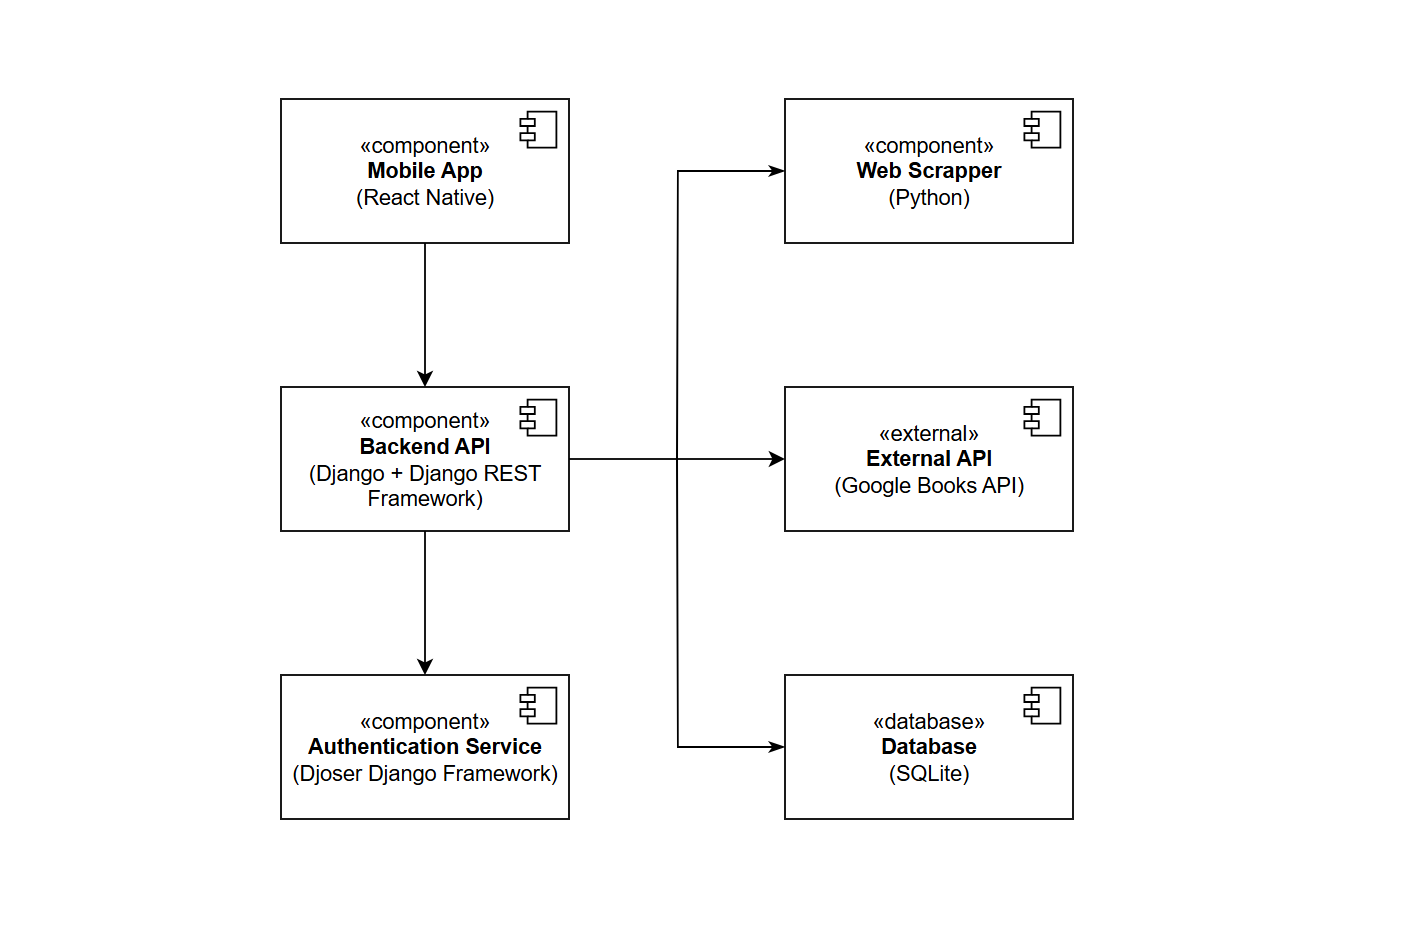 «component»
Mobile App
(React Native)
«component»
Web Scrapper
(Python)
«component»
Backend API
(Django + Django REST
Framework)
«external»
External API
(Google Books API)
«component»
Authentication Service
(Djoser Django Framework)
«database»
Database
(SQLite)